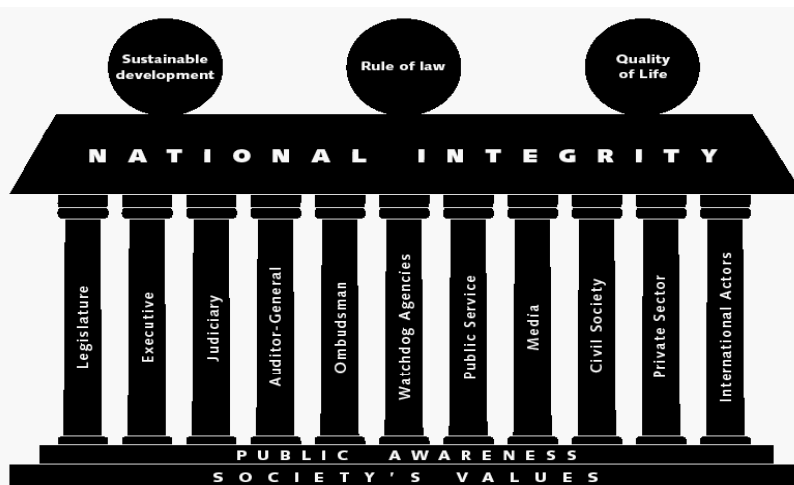 Sustainable
development
Rule of law
Quality
of Life
NATIONAL INTEGRITY
Legislature
Executive
Judiciary
Auditor-General
Ombudsman
Watchdog Agencies
Public Service
Media
Civil Society
Private Sector
International Actors
PUBLIC AWARENESS
SOCIETY'S VALUES